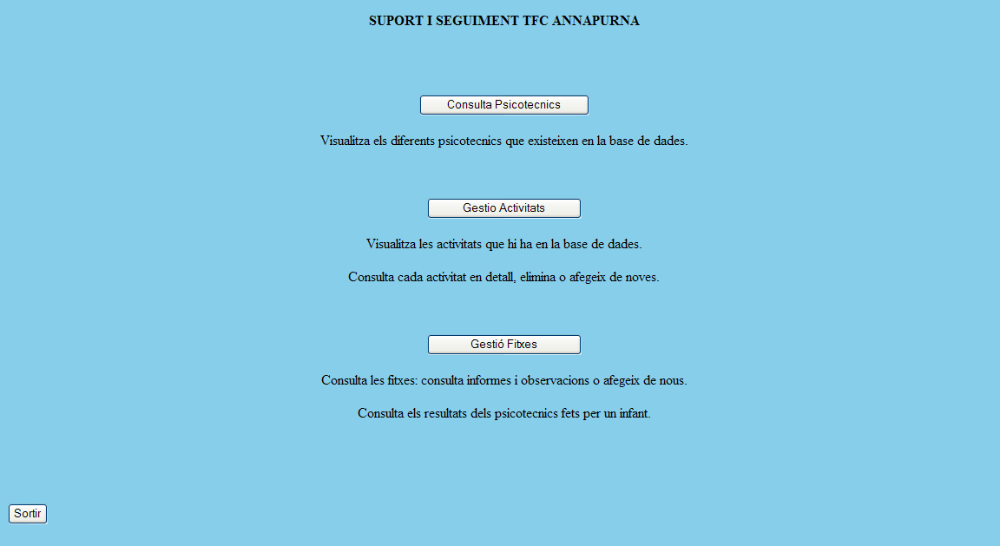 SUPORT I SEGUIMENT TFC ANNAPURNA
Consulta Psicotecnics
Visualitza els diferents psicotecnics que existeixen en la base de dades.
Gestio Activitats
Visualitza les activitats que hi ha en la base de dades.
Consulta cada activitat en detall, elimina o afegeix de noves.
Gestió Fitxes
Consulta les fitxes: consulta informes i observacions o afegeix de nous.
Consulta els resultats dels psicotecnics fets per un infant.
Sortir